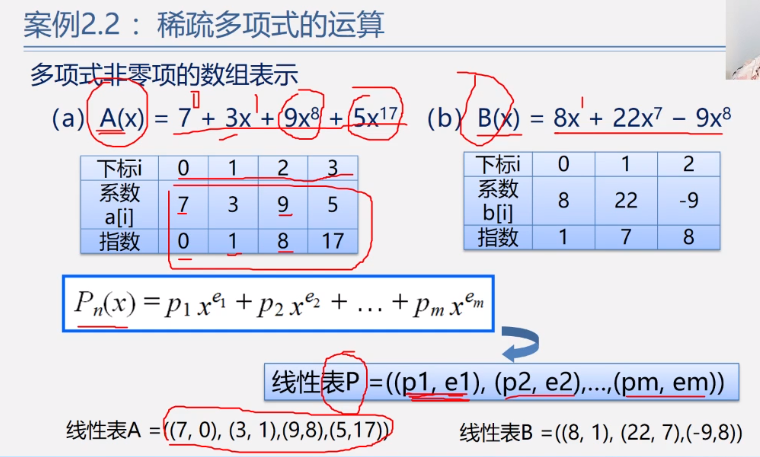 案例2.2：稀疏多项式的运算
多项式非零项的数组表示
(a) A(x) = 7 + 3x + 9x⁸ + 5x¹⁷ (b) B(x) = 8x + 22x⁷ − 9x⁸
下标i 0 1 2 3
系数 a[i] 7 3 9 5
指数 0 1 8 17
下标i 0 1 2
系数 b[i] 8 22 -9
指数 1 7 8
Pn(x) = p1 x^e1 + p2 x^e2 + … + pm x^em
线性表P =((p1, e1), (p2, e2),…,(pm, em))
线性表A =((7, 0), (3, 1),(9,8),(5,17))
线性表B =((8, 1), (22, 7),(-9,8))